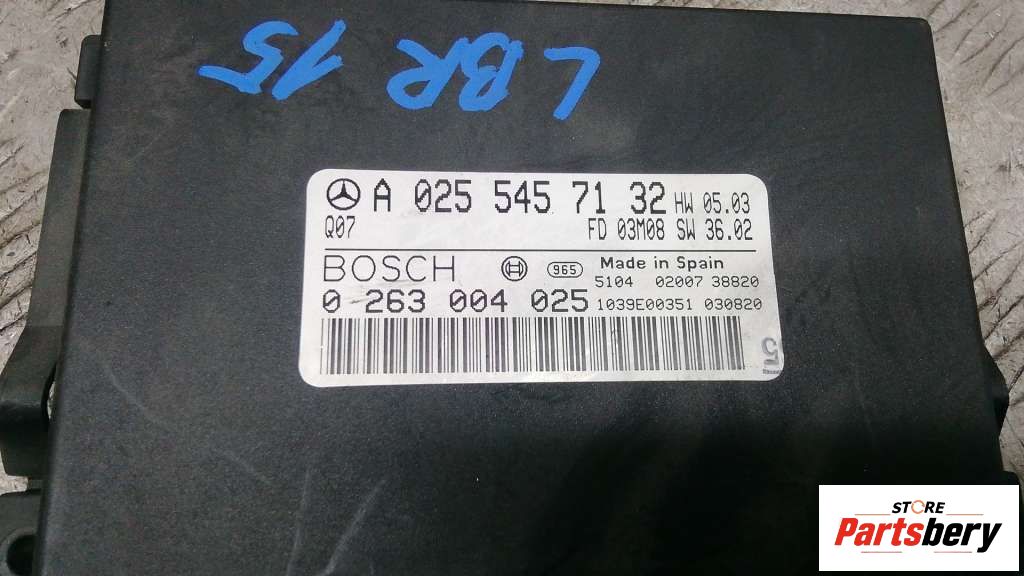 LBR 15
A 025 545 71 32 HW 05.03
Q07 FD 03M08 SW 36.02
BOSCH 965 Made in Spain
5104 02007 38820
0 263 004 025 1039E00351 030820
5
STORE
Partsbery